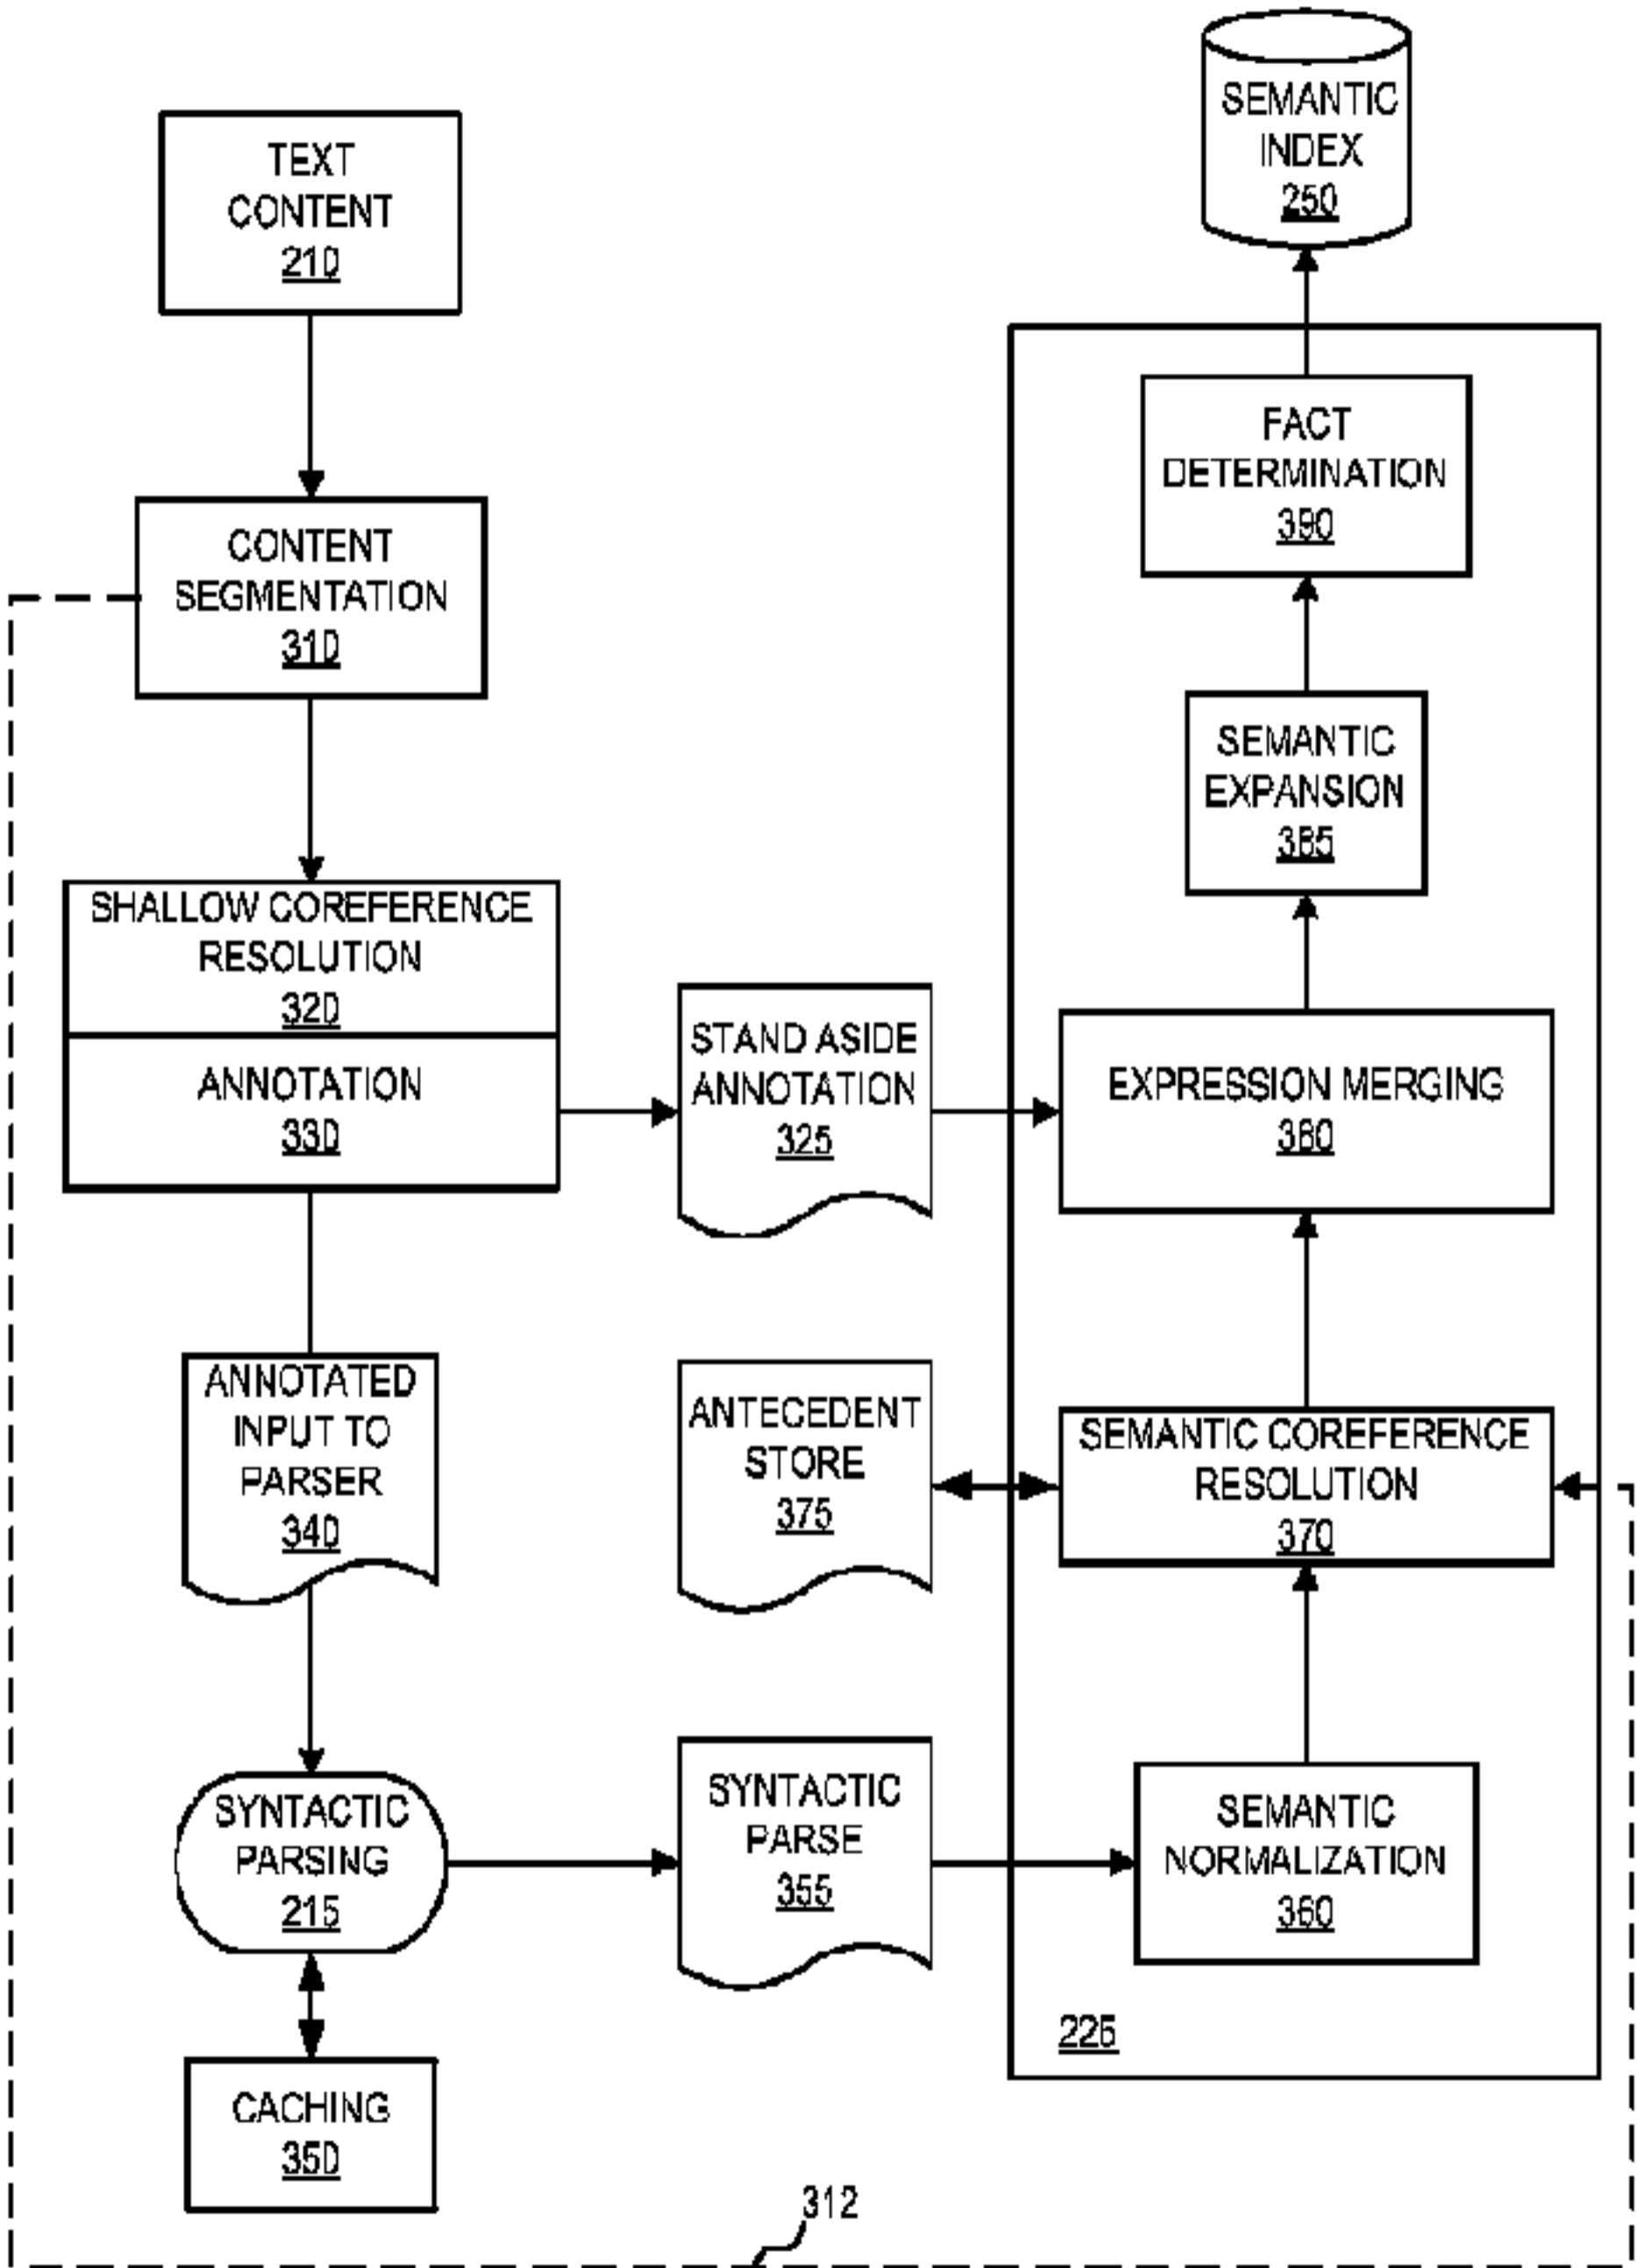 TEXT
CONTENT
210
CONTENT
SEGMENTATION
310
SHALLOW COREFERENCE
RESOLUTION
320
ANNOTATION
330
ANNOTATED
INPUT TO
PARSER
340
SYNTACTIC
PARSING
215
CACHING
350
STAND ASIDE
ANNOTATION
325
ANTECEDENT
STORE
375
SYNTACTIC
PARSE
355
SEMANTIC
INDEX
250
FACT
DETERMINATION
390
SEMANTIC
EXPANSION
385
EXPRESSION MERGING
380
SEMANTIC COREFERENCE
RESOLUTION
370
SEMANTIC
NORMALIZATION
360
225
312